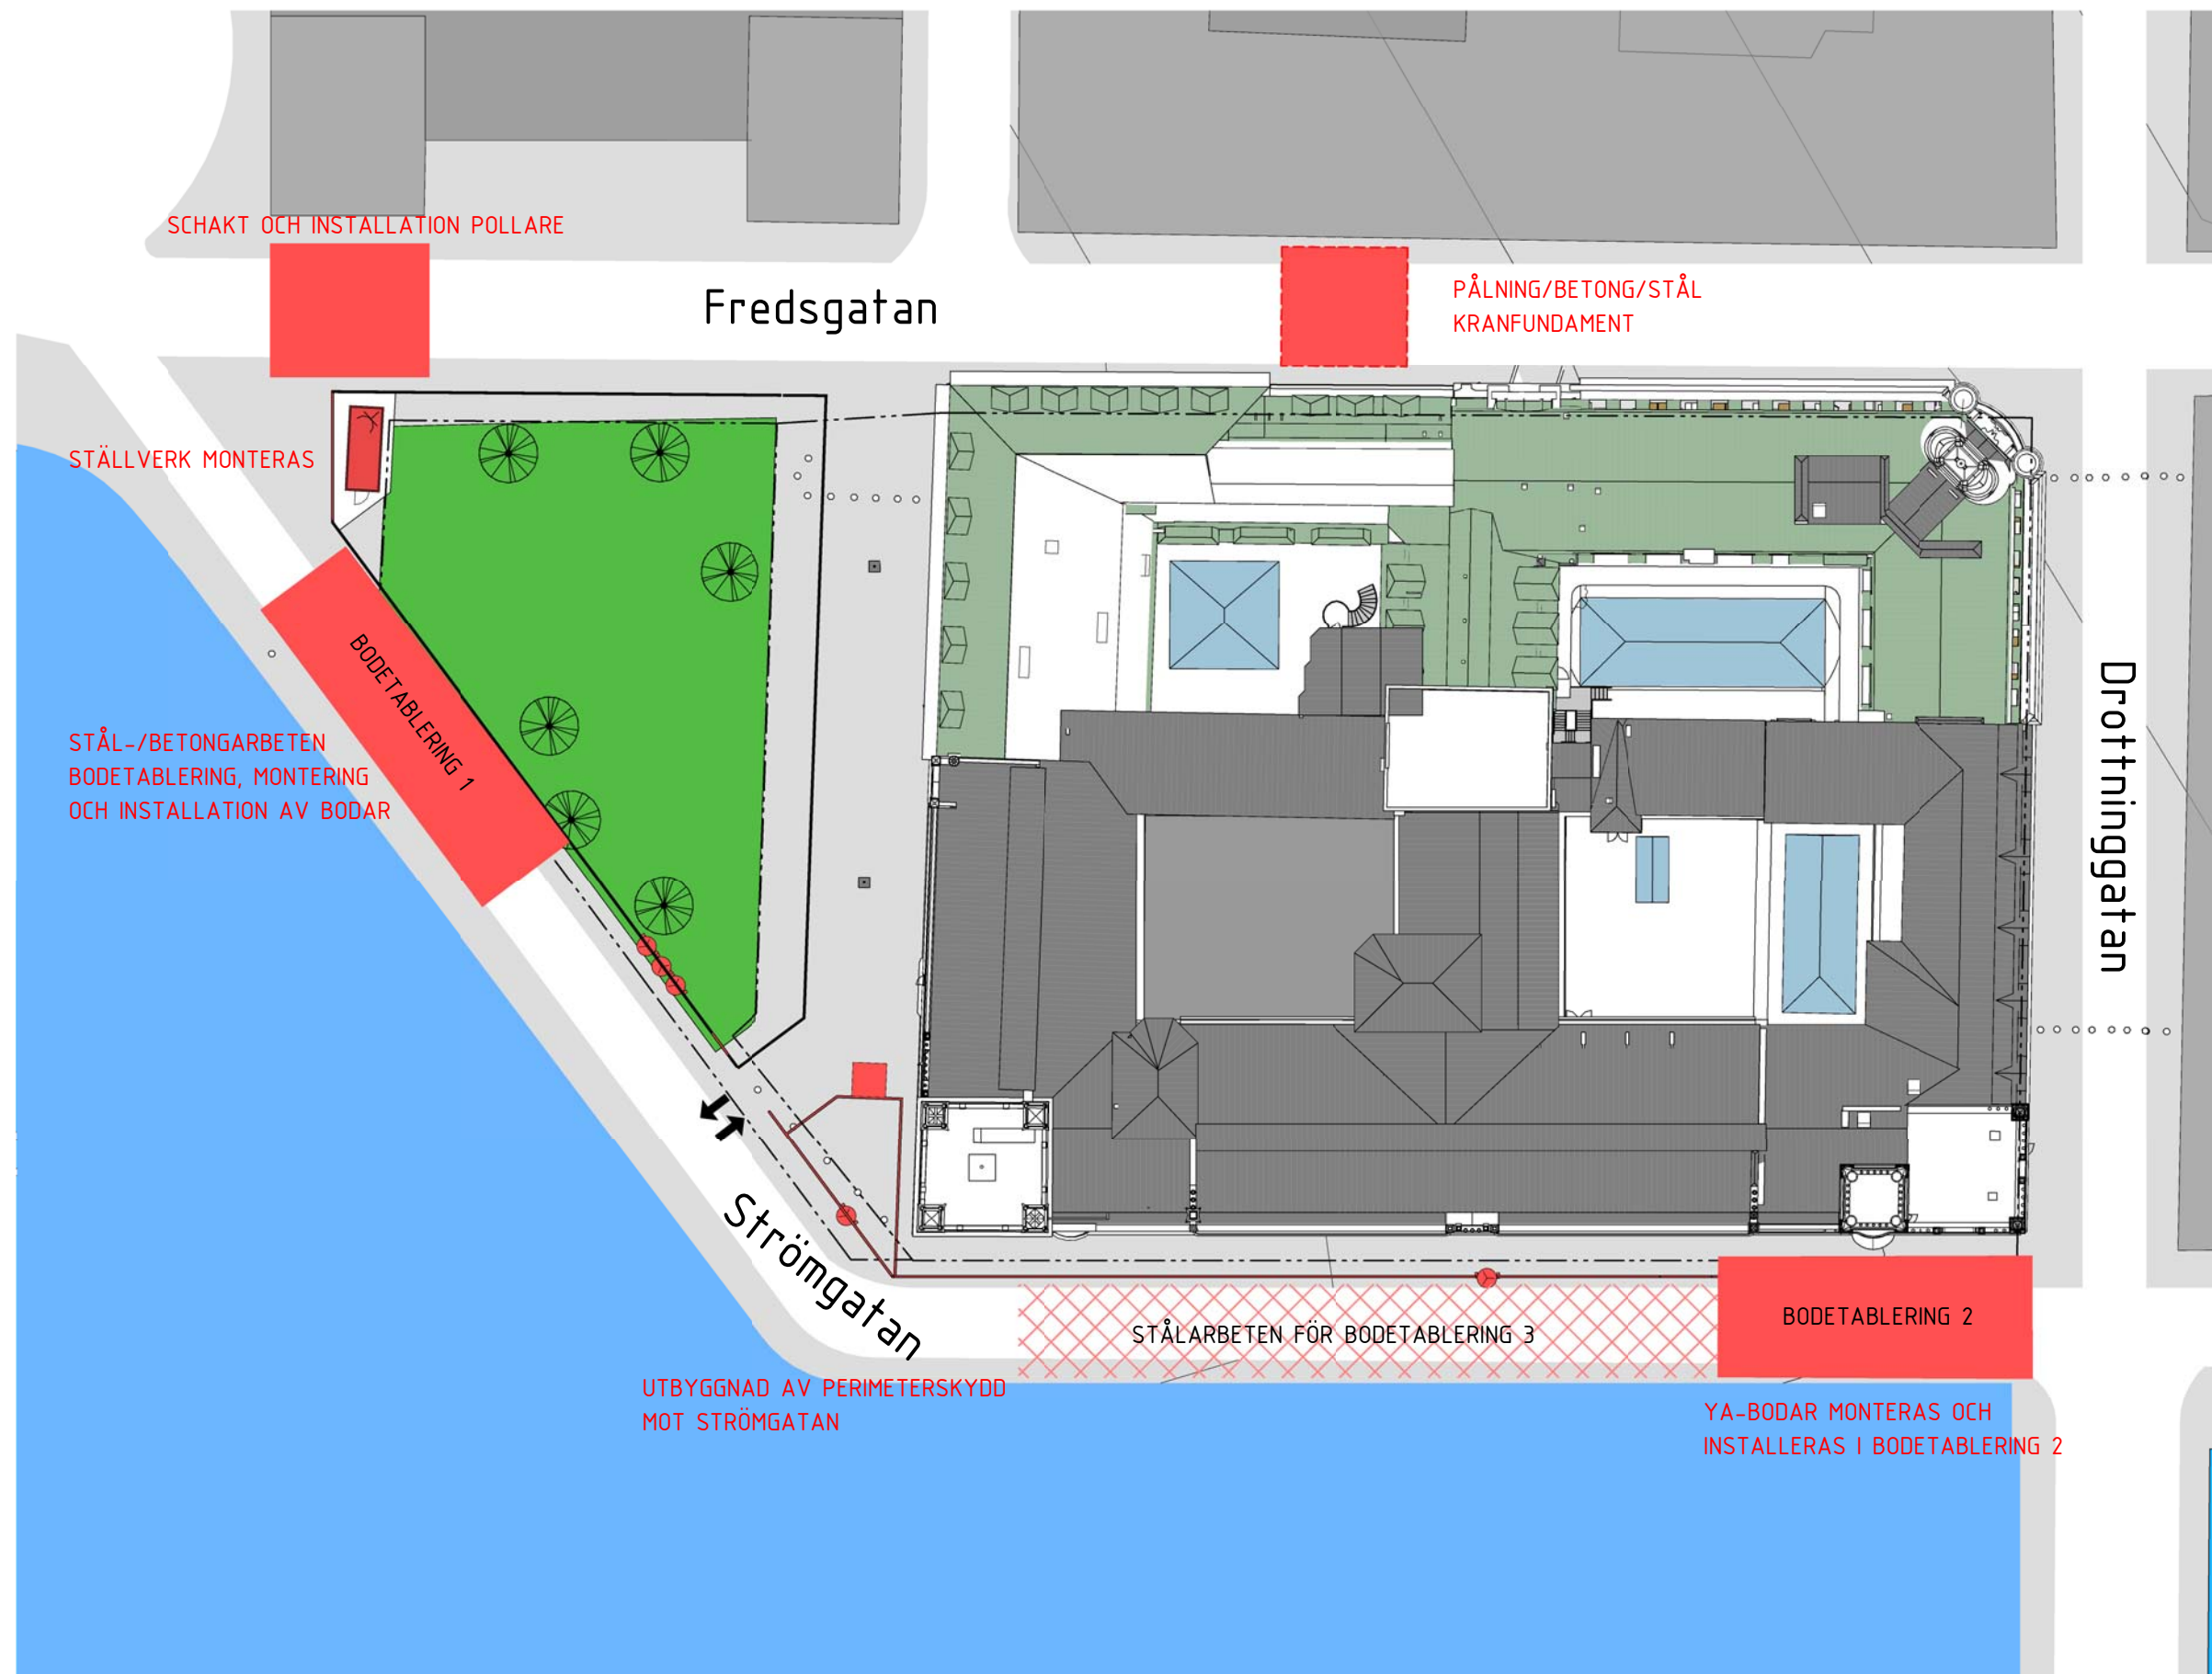 SCHAKT OCH INSTALLATION POLLARE
Fredsgatan
PÅLNING/BETONG/STÅL
KRANFUNDAMENT
STÄLLVERK MONTERAS
BODETABLERING 1
STÅL-/BETONGARBETEN
BODETABLERING, MONTERING
OCH INSTALLATION AV BODAR
Drottninggatan
Strömgatan
STÅLARBETEN FÖR BODETABLERING 3
BODETABLERING 2
UTBYGGNAD AV PERIMETERSKYDD
MOT STRÖMGATAN
YA-BODAR MONTERAS OCH
INSTALLERAS I BODETABLERING 2